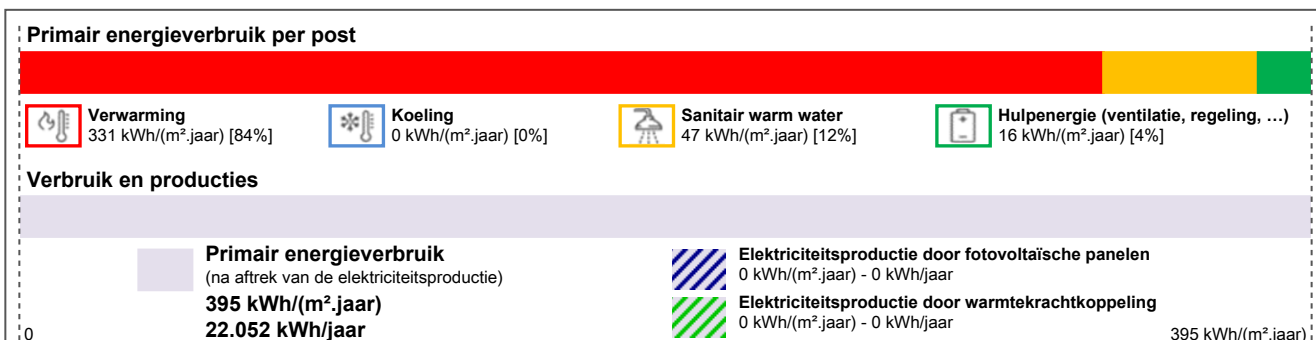 Primair energieverbruik per post
Verwarming
331 kWh/(m².jaar) [84%]
Koeling
0 kWh/(m².jaar) [0%]
Sanitair warm water
47 kWh/(m².jaar) [12%]
Hulpenergie (ventilatie, regeling, …)
16 kWh/(m².jaar) [4%]
Verbruik en producties
Primair energieverbruik
(na aftrek van de elektriciteitsproductie)
395 kWh/(m².jaar)
22.052 kWh/jaar
Elektriciteitsproductie door fotovoltaïsche panelen
0 kWh/(m².jaar) - 0 kWh/jaar
Elektriciteitsproductie door warmtekrachtkoppeling
0 kWh/(m².jaar) - 0 kWh/jaar
0
395 kWh/(m².jaar)